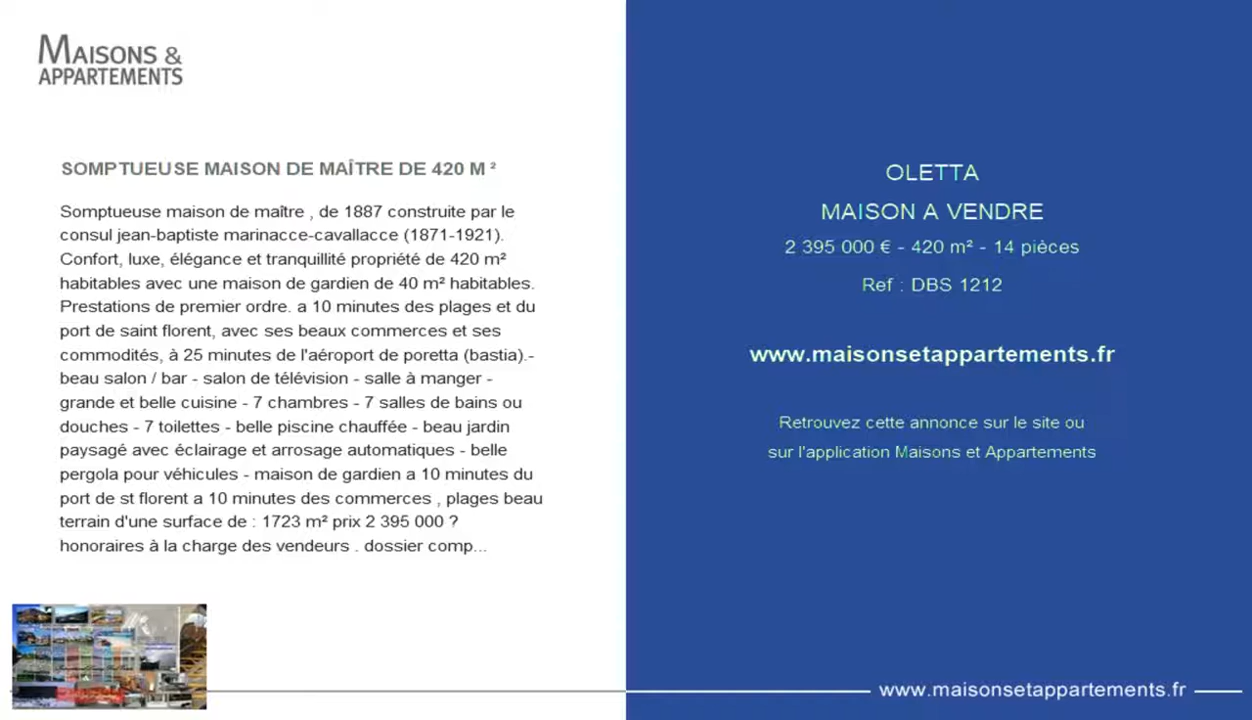 MAISONS &
APPARTEMENTS
SOMPTUEUSE MAISON DE MAÎTRE DE 420 M ²
Somptueuse maison de maître , de 1887 construite par le
consul jean-baptiste marinacce-cavallacce (1871-1921).
Confort, luxe, élégance et tranquillité propriété de 420 m²
habitables avec une maison de gardien de 40 m² habitables.
Prestations de premier ordre. a 10 minutes des plages et du
port de saint florent, avec ses beaux commerces et ses
commodités, à 25 minutes de l'aéroport de poretta (bastia).-
beau salon / bar - salon de télévision - salle à manger -
grande et belle cuisine - 7 chambres - 7 salles de bains ou
douches - 7 toilettes - belle piscine chauffée - beau jardin
paysagé avec éclairage et arrosage automatiques - belle
pergola pour véhicules - maison de gardien a 10 minutes du
port de st florent a 10 minutes des commerces , plages beau
terrain d'une surface de : 1723 m² prix 2 395 000 ?
honoraires à la charge des vendeurs . dossier comp...
OLETTA
MAISON A VENDRE
2 395 000 € - 420 m² - 14 pièces
Ref : DBS 1212
www.maisonsetappartements.fr
Retrouvez cette annonce sur le site ou
sur l'application Maisons et Appartements
www.maisonsetappartements.fr